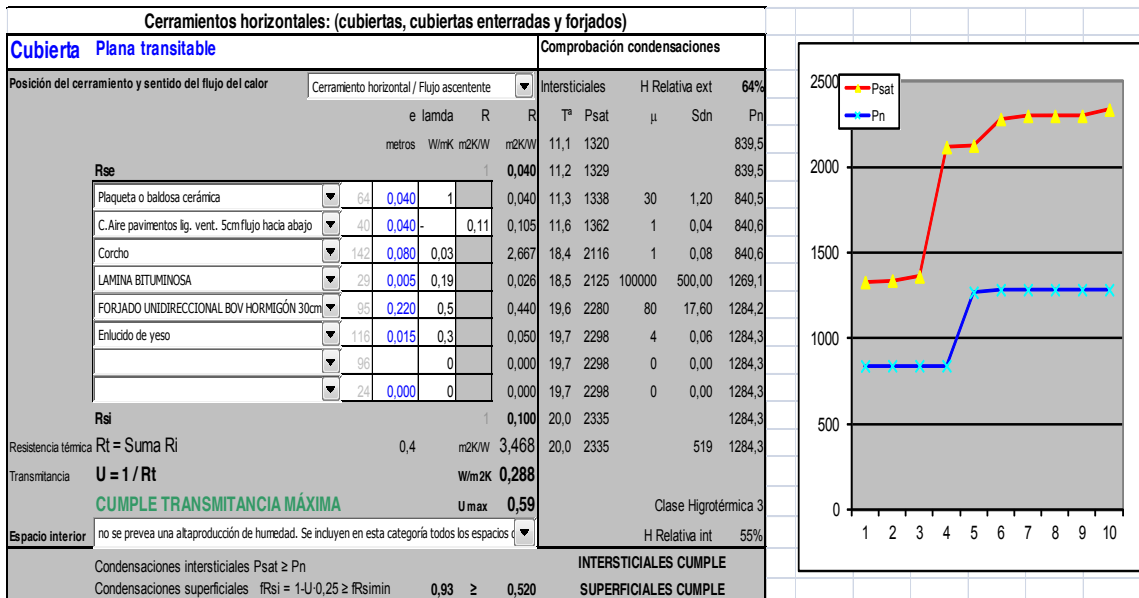 Cerramientos horizontales: (cubiertas, cubiertas enterradas y forjados)
Cubierta Plana transitable Comprobación condensaciones
Posición del cerramiento y sentido del flujo del calor Cerramiento horizontal / Flujo ascendente Intersticiales H Relativa ext 64%
e lamda R R Tª Psat μ Sdn Pn
metros W/mK m2K/W m2K/W 11,1 1320 839,5
Rse 1 0,040 11,2 1329 839,5
Plaqueta o baldosa cerámica 64 0,040 1 0,040 11,3 1338 30 1,20 840,5
C.Aire pavimentos lig. vent. 5cm flujo hacia abajo 40 0,040 - 0,11 0,105 11,6 1362 1 0,04 840,6
Corcho 142 0,080 0,03 2,667 18,4 2116 1 0,08 840,6
LAMINA BITUMINOSA 29 0,005 0,19 0,026 18,5 2125 100000 500,00 1269,1
FORJADO UNIDIRECCIONAL BOV HORMIGÓN 30cm 95 0,220 0,5 0,440 19,6 2280 80 17,60 1284,2
Enlucido de yeso 116 0,015 0,3 0,050 19,7 2298 4 0,06 1284,3
96 0 0,000 19,7 2298 0 0,00 1284,3
24 0,000 0 0,000 19,7 2298 0 0,00 1284,3
Rsi 1 0,100 20,0 2335 1284,3
Resistencia térmica Rt = Suma Ri 0,4 m2K/W 3,468 20,0 2335 519 1284,3
Transmitancia U = 1 / Rt W/m2K 0,288
CUMPLE TRANSMITANCIA MÁXIMA U max 0,59 Clase Higrotérmica 3
Espacio interior no se prevea una altaproducción de humedad. Se incluyen en esta categoría todos los espacios H Relativa int 55%
Condensaciones intersticiales Psat ≥ Pn INTERSTICIALES CUMPLE
Condensaciones superficiales fRsi = 1-U·0,25 ≥ fRsimin 0,93 ≥ 0,520 SUPERFICIALES CUMPLE
Psat
Pn
2500
2000
1500
1000
500
0
1 2 3 4 5 6 7 8 9 10